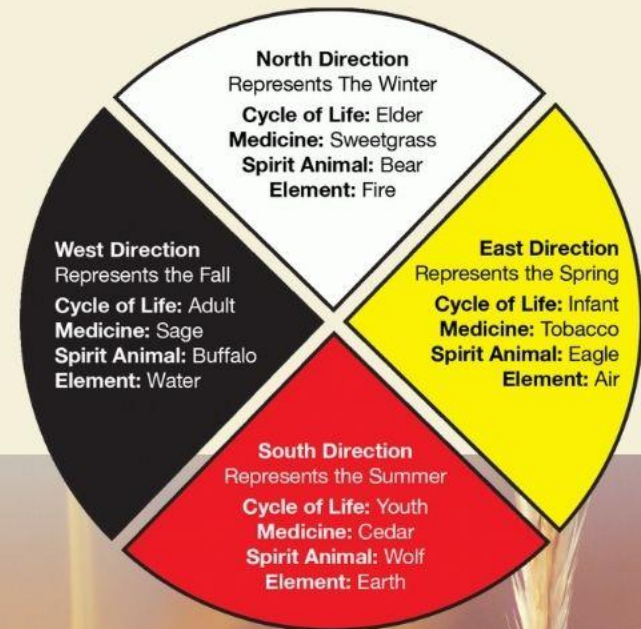 North Direction
Represents The Winter
Cycle of Life: Elder
Medicine: Sweetgrass
Spirit Animal: Bear
Element: Fire
West Direction
Represents the Fall
Cycle of Life: Adult
Medicine: Sage
Spirit Animal: Buffalo
Element: Water
East Direction
Represents the Spring
Cycle of Life: Infant
Medicine: Tobacco
Spirit Animal: Eagle
Element: Air
South Direction
Represents the Summer
Cycle of Life: Youth
Medicine: Cedar
Spirit Animal: Wolf
Element: Earth